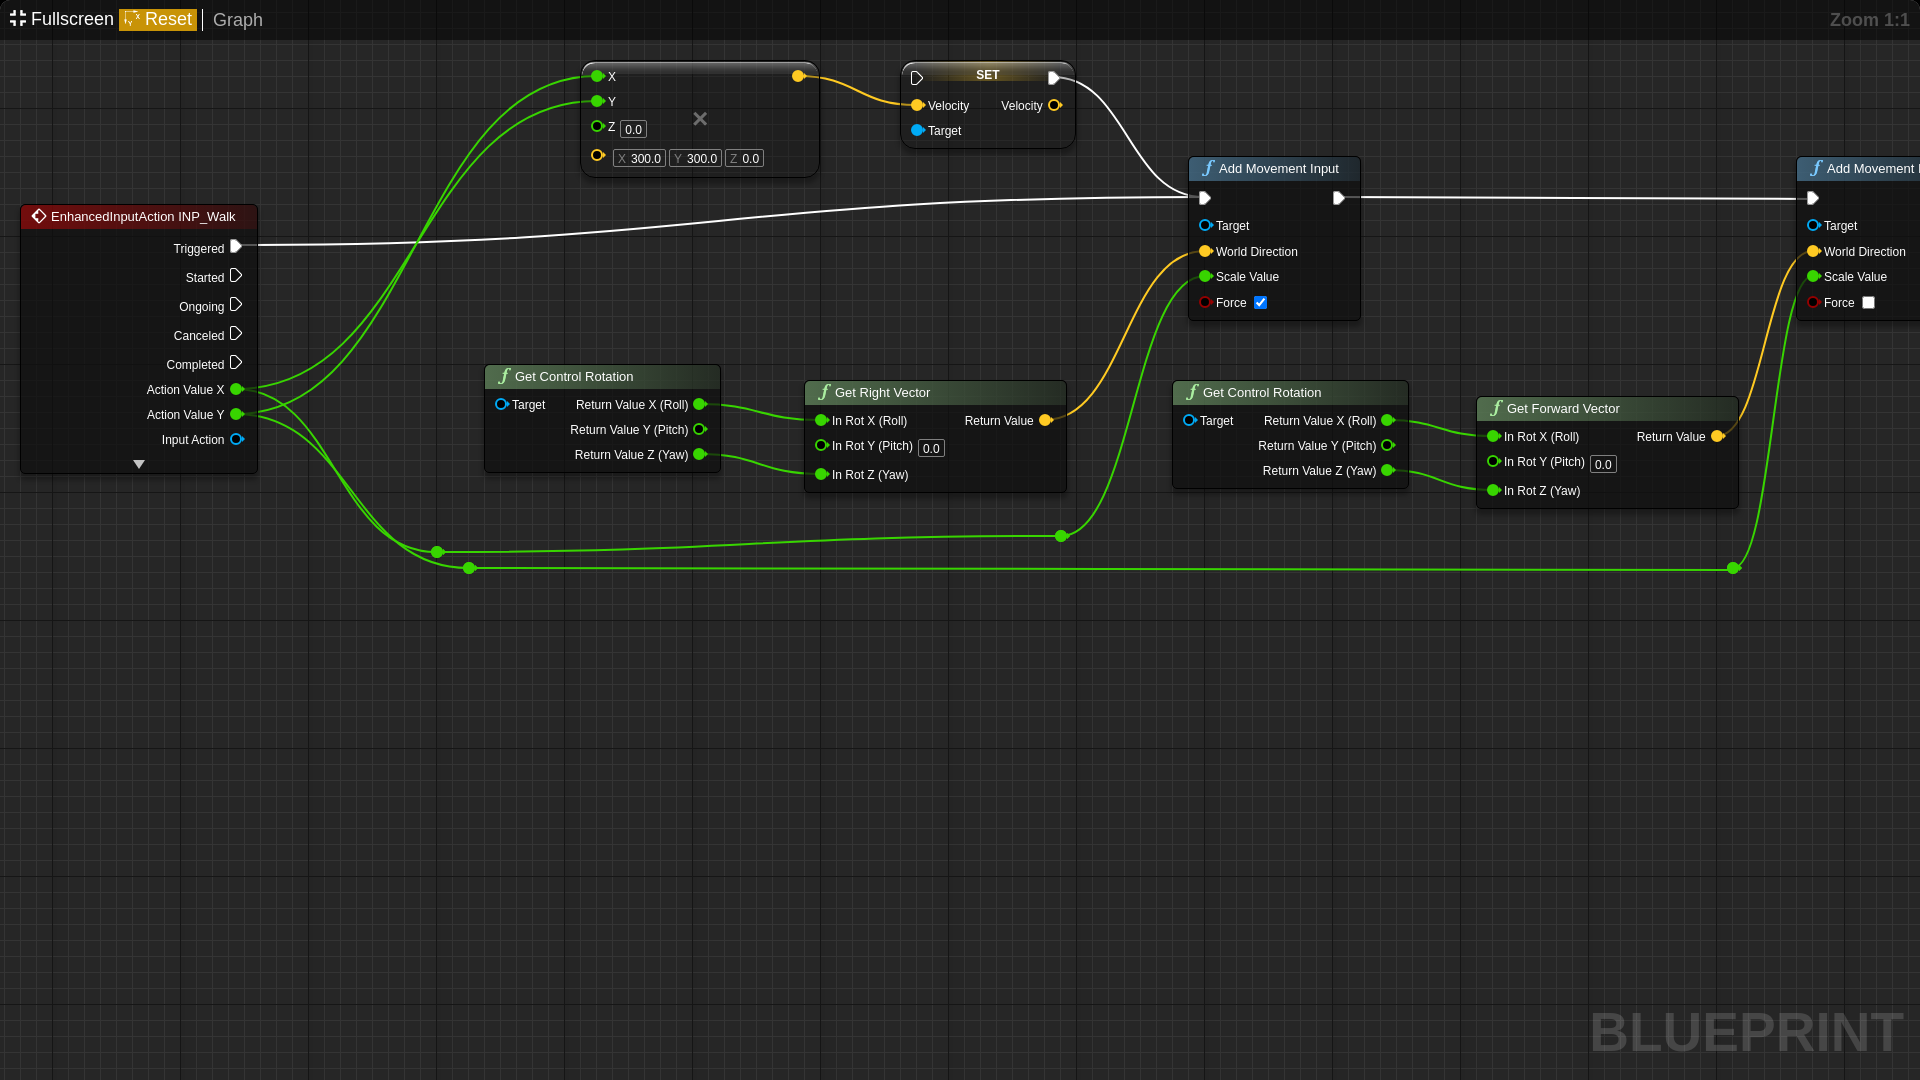 Fullscreen Reset Graph Zoom 1:1
X
Y
Z 0.0
X 300.0 Y 300.0 Z 0.0
SET
Velocity Velocity
Target
EnhancedInputAction INP_Walk
Triggered
Started
Ongoing
Canceled
Completed
Action Value X
Action Value Y
Input Action
Add Movement Input
Target
World Direction
Scale Value
Force
Add Movement I
Target
World Direction
Scale Value
Force
Get Control Rotation
Target Return Value X (Roll)
Return Value Y (Pitch)
Return Value Z (Yaw)
Get Right Vector
In Rot X (Roll) Return Value
In Rot Y (Pitch) 0.0
In Rot Z (Yaw)
Get Control Rotation
Target Return Value X (Roll)
Return Value Y (Pitch)
Return Value Z (Yaw)
Get Forward Vector
In Rot X (Roll) Return Value
In Rot Y (Pitch) 0.0
In Rot Z (Yaw)
BLUEPRINT